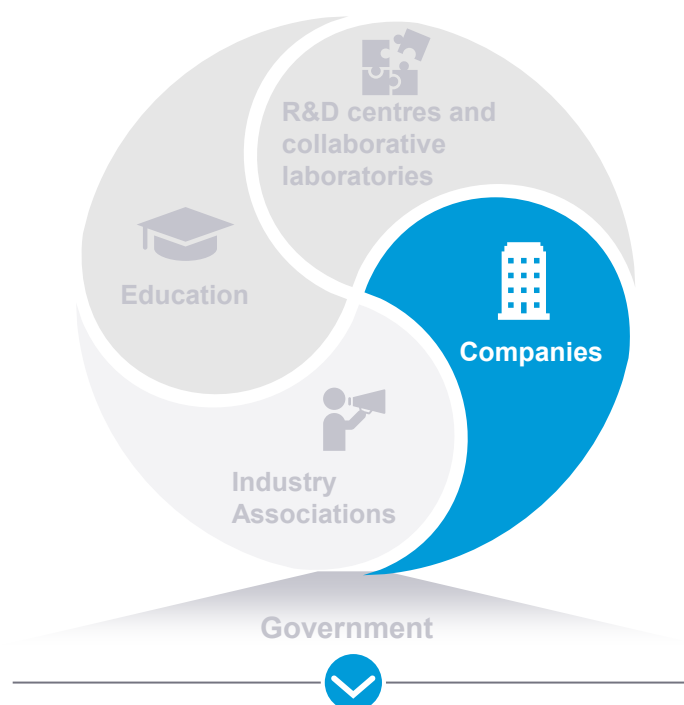 R&D centres and
collaborative
laboratories
Education
Companies
Industry
Associations
Government